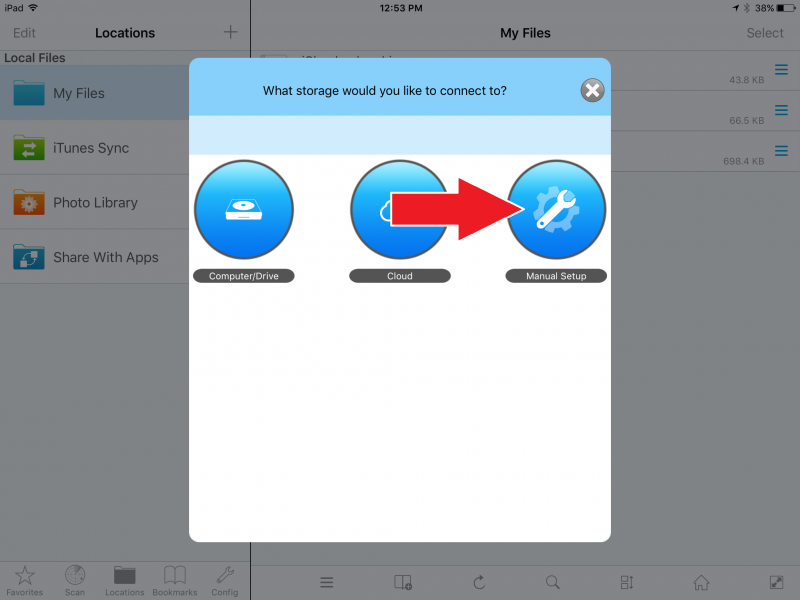 iPad 12:53 PM 38%
Edit Locations + My Files Select
Local Files
My Files
iTunes Sync
Photo Library
Share With Apps
43.8 KB
66.5 KB
698.4 KB
What storage would you like to connect to?
Computer/Drive Cloud Manual Setup
Favorites Scan Locations Bookmarks Config